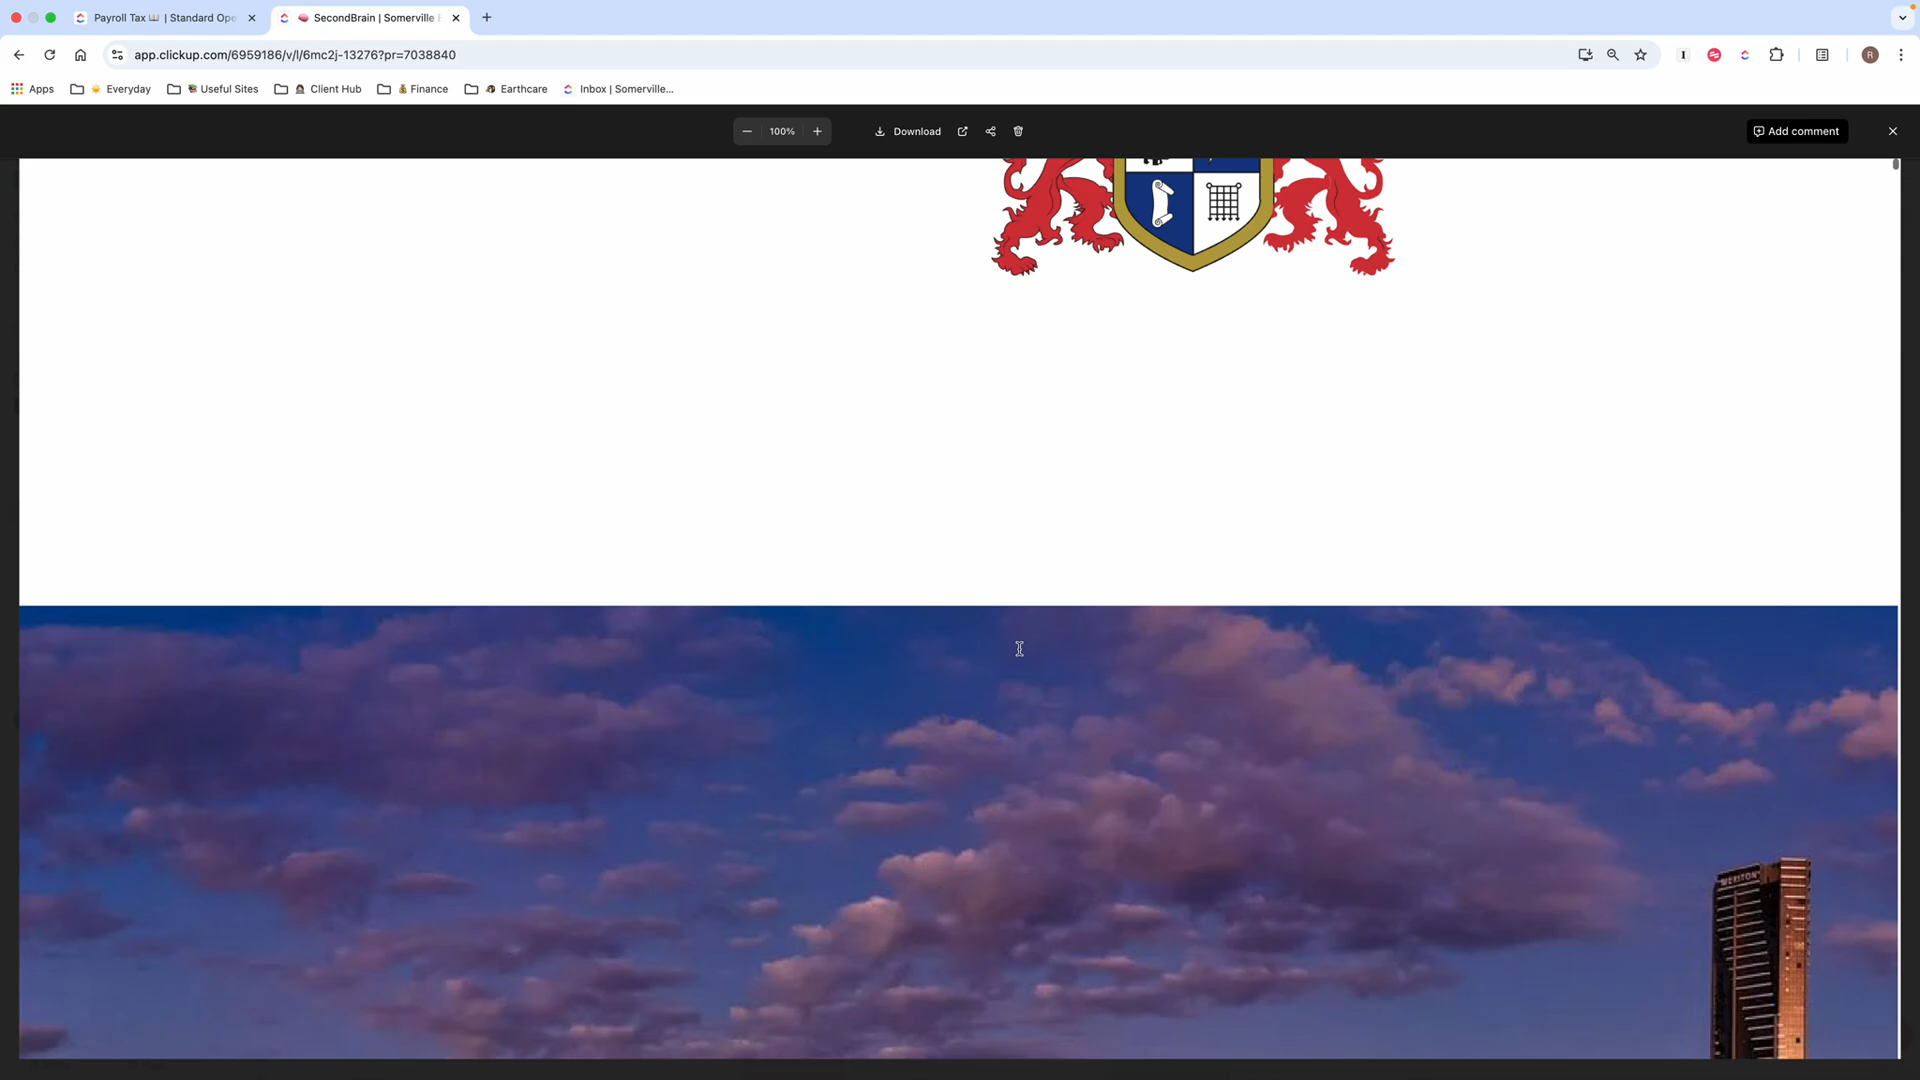 Payroll Tax 📖 | Standard Ope
🧠 SecondBrain | Somerville
app.clickup.com/6959186/v/l/6mc2j-13276?pr=7038840
R
Apps
Everyday
Useful Sites
Client Hub
Finance
Earthcare
Inbox | Somerville...
100%
Download
Add comment
MERITON